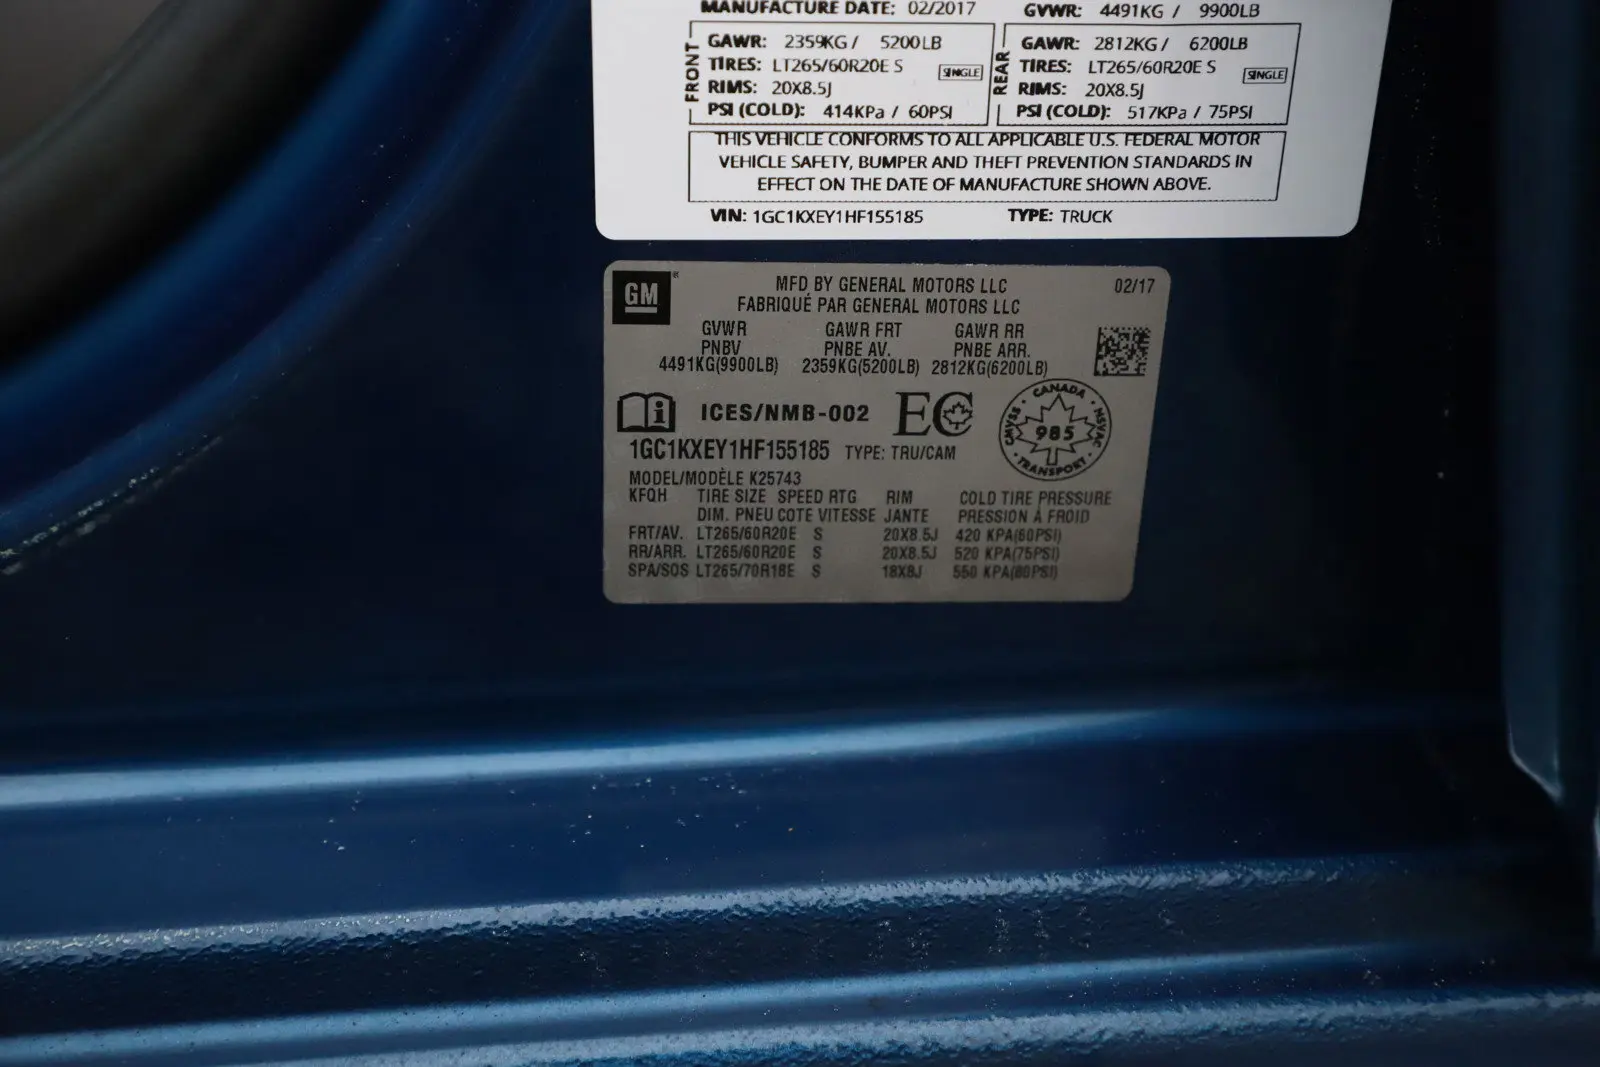 MANUFACTURE DATE: 02/2017 GVWR: 4491KG / 9900LB
FRONT
GAWR: 2359KG / 5200LB
TIRES: LT265/60R20E S SINGLE
RIMS: 20X8.5J
PSI (COLD): 414KPa / 60PSI
REAR
GAWR: 2812KG / 6200LB
TIRES: LT265/60R20E S SINGLE
RIMS: 20X8.5J
PSI (COLD): 517KPa / 75PSI
THIS VEHICLE CONFORMS TO ALL APPLICABLE U.S. FEDERAL MOTOR
VEHICLE SAFETY, BUMPER AND THEFT PREVENTION STANDARDS IN
EFFECT ON THE DATE OF MANUFACTURE SHOWN ABOVE.
VIN: 1GC1KXEY1HF155185 TYPE: TRUCK
GM ® MFD BY GENERAL MOTORS LLC 02/17
FABRIQUÉ PAR GENERAL MOTORS LLC
GVWR GAWR FRT GAWR RR
PNBV PNBE AV. PNBE ARR.
4491KG(9900LB) 2359KG(5200LB) 2812KG(6200LB)
i ICES/NMB-002 EC
CANADA CMVSS NSVAC 985 TRANSPORT
1GC1KXEY1HF155185 TYPE: TRU/CAM
MODEL/MODÈLE K25743
KFQH TIRE SIZE SPEED RTG RIM COLD TIRE PRESSURE
DIM. PNEU COTE VITESSE JANTE PRESSION À FROID
FRT/AV. LT265/60R20E S 20X8.5J 420 KPA(60PSI)
RR/ARR. LT265/60R20E S 20X8.5J 520 KPA(75PSI)
SPA/SOS LT265/70R18E S 18X8J 550 KPA(80PSI)